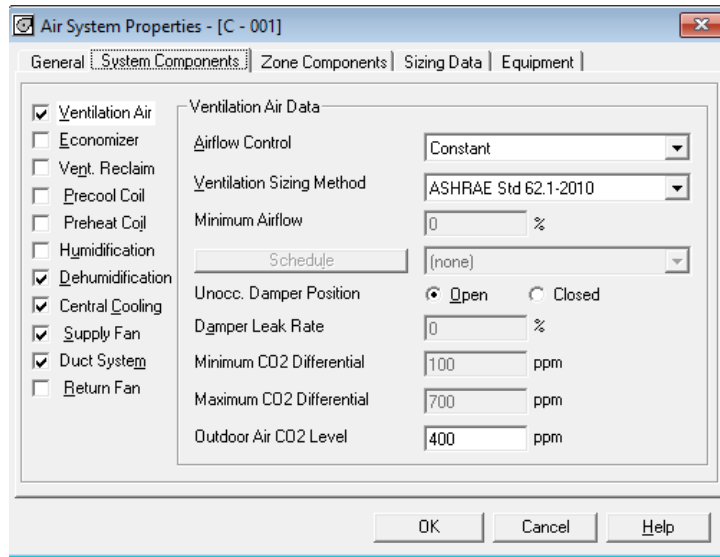 Air System Properties - [C - 001]
General System Components Zone Components Sizing Data Equipment
Ventilation Air
Economizer
Vent. Reclaim
Precool Coil
Preheat Coil
Humidification
Dehumidification
Central Cooling
Supply Fan
Duct System
Return Fan
Ventilation Air Data
Airflow Control Constant
Ventilation Sizing Method ASHRAE Std 62.1-2010
Minimum Airflow 0 %
Schedule (none)
Unocc. Damper Position Open Closed
Damper Leak Rate 0 %
Minimum CO2 Differential 100 ppm
Maximum CO2 Differential 700 ppm
Outdoor Air CO2 Level 400 ppm
OK Cancel Help